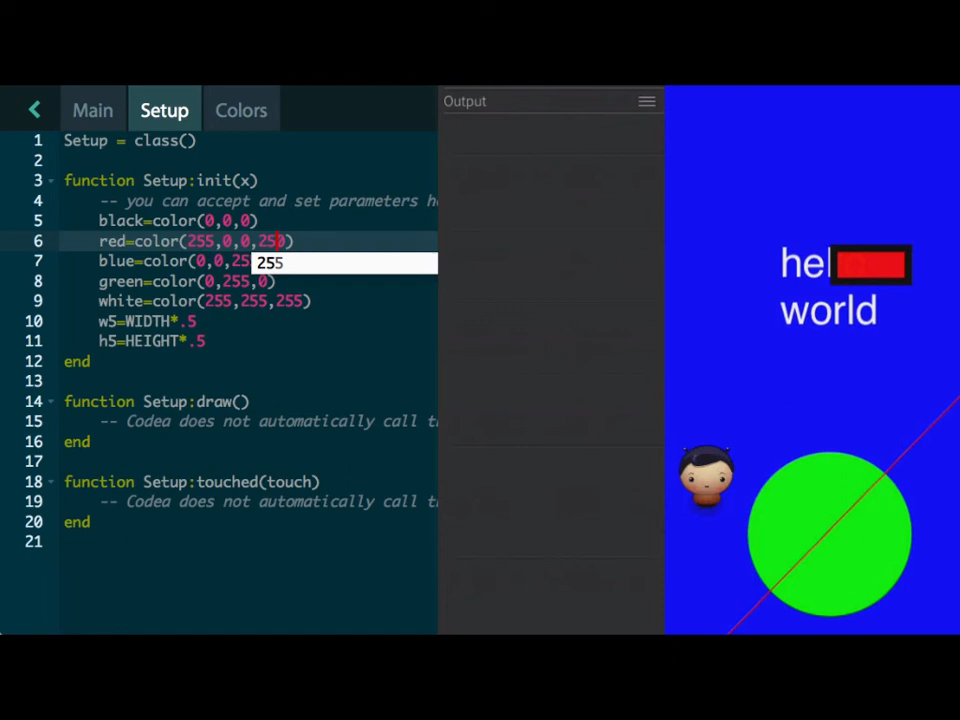 Main Setup Colors
1 Setup = class()
2
3 function Setup:init(x)
4 -- you can accept and set parameters he
5 black=color(0,0,0)
6 red=color(255,0,0,250)
7 blue=color(0,0,25
255
8 green=color(0,255,0)
9 white=color(255,255,255)
10 w5=WIDTH*.5
11 h5=HEIGHT*.5
12 end
13
14 function Setup:draw()
15 -- Codea does not automatically call t
16 end
17
18 function Setup:touched(touch)
19 -- Codea does not automatically call t
20 end
21
Output
hel
world